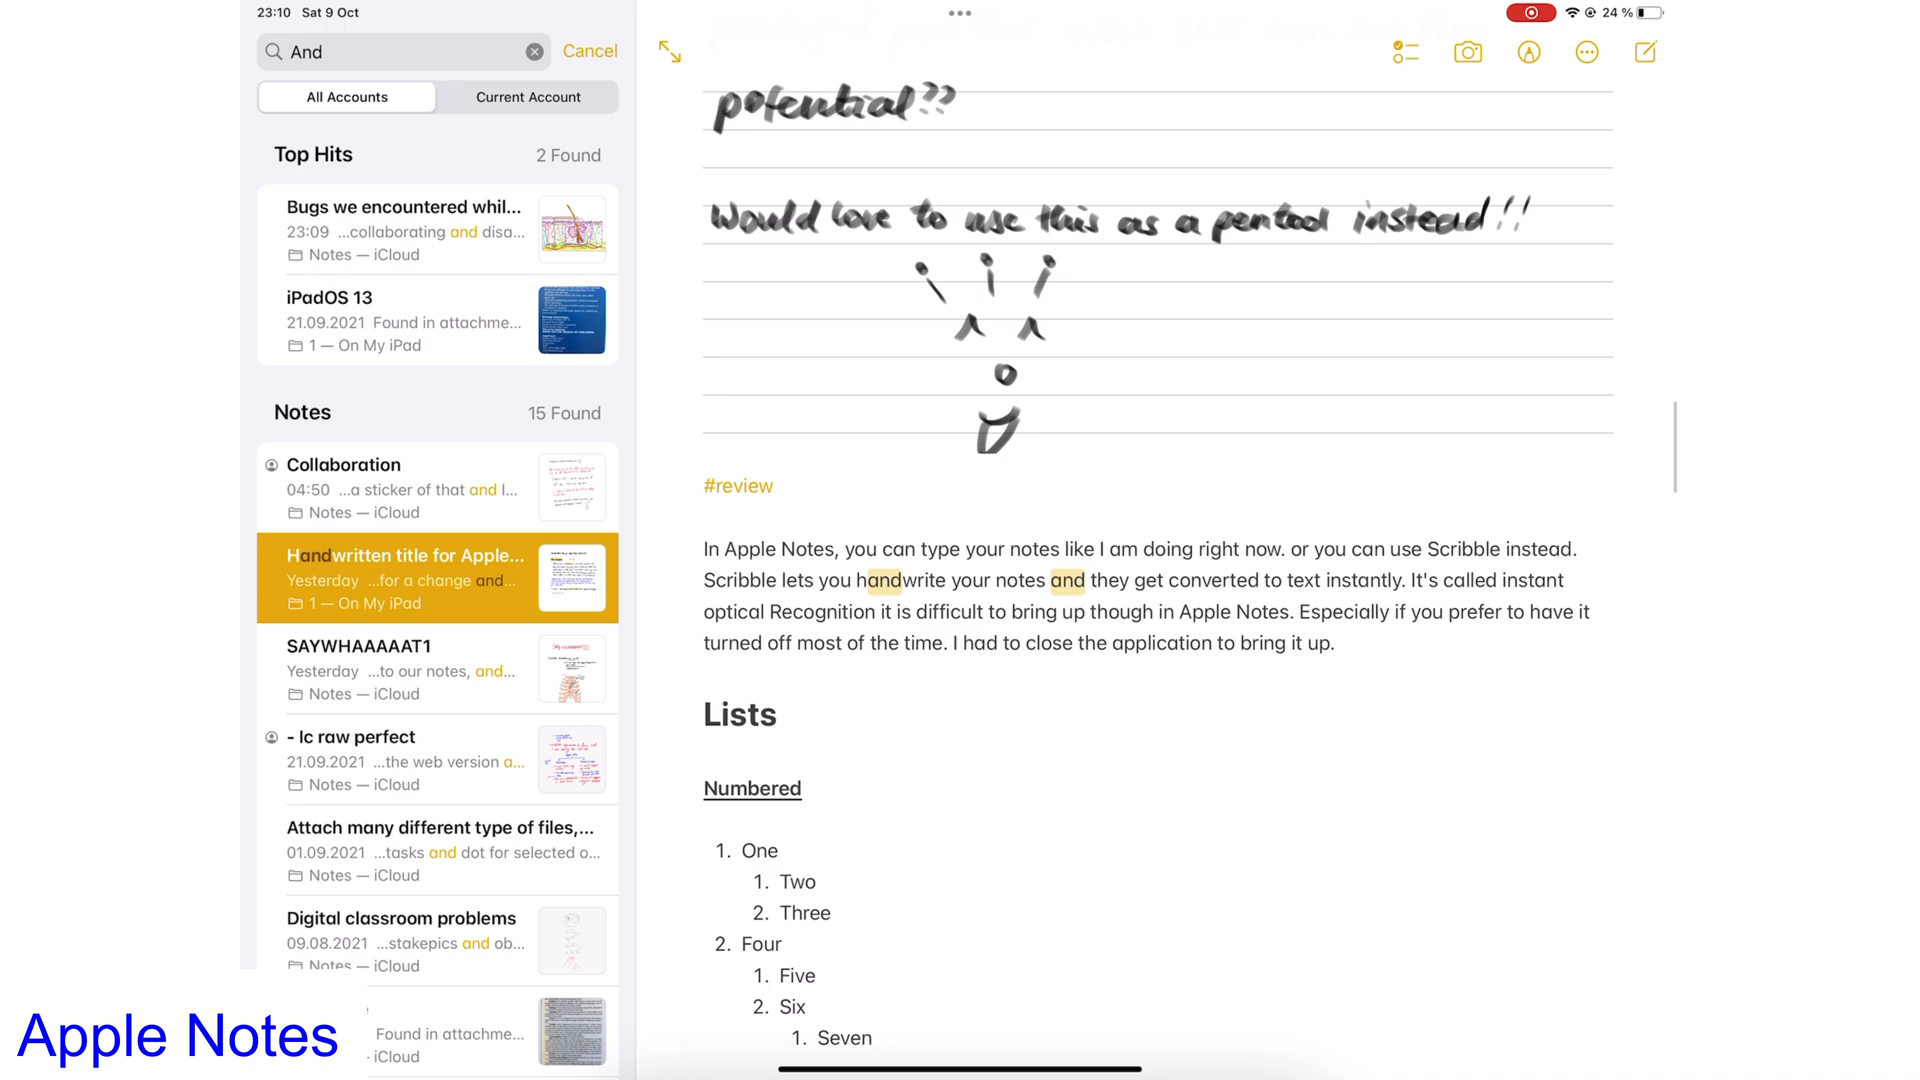 23:10 Sat 9 Oct
24 %
And
Cancel
All Accounts
Current Account
Top Hits
2 Found
Bugs we encountered whil...
23:09 ...collaborating and disa...
Notes — iCloud
iPadOS 13
21.09.2021 Found in attachme...
1 — On My iPad
Notes
15 Found
Collaboration
04:50 ...a sticker of that and I...
Notes — iCloud
Handwritten title for Apple...
Yesterday ...for a change and...
1 — On My iPad
SAYWHAAAAAT1
Yesterday ...to our notes, and...
Notes — iCloud
- Ic raw perfect
21.09.2021 ...the web version a...
Notes — iCloud
Attach many different type of files,...
01.09.2021 ...tasks and dot for selected o...
Notes — iCloud
Digital classroom problems
09.08.2021 ...stakepics and ob...
Notes — iCloud
Found in attachme...
- iCloud
Apple Notes
potential??
Would love to use this as a pentool instead!!
#review
In Apple Notes, you can type your notes like I am doing right now. or you can use Scribble instead.
Scribble lets you handwrite your notes and they get converted to text instantly. It's called instant
optical Recognition it is difficult to bring up though in Apple Notes. Especially if you prefer to have it
turned off most of the time. I had to close the application to bring it up.
Lists
Numbered
1. One
1. Two
2. Three
2. Four
1. Five
2. Six
1. Seven